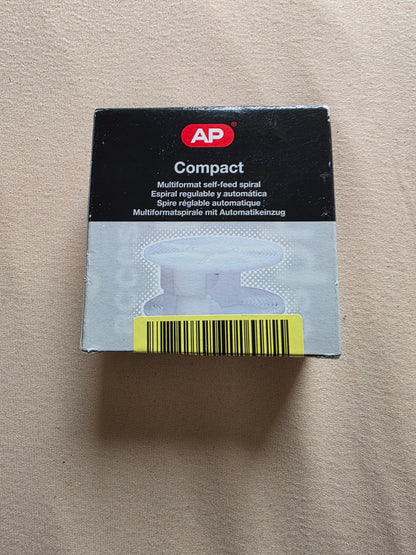 AP®
Compact
Multiformat self-feed spiral
Espiral regulable y automática
Spire réglable automatique
Multiformatspirale mit Automatikeinzug